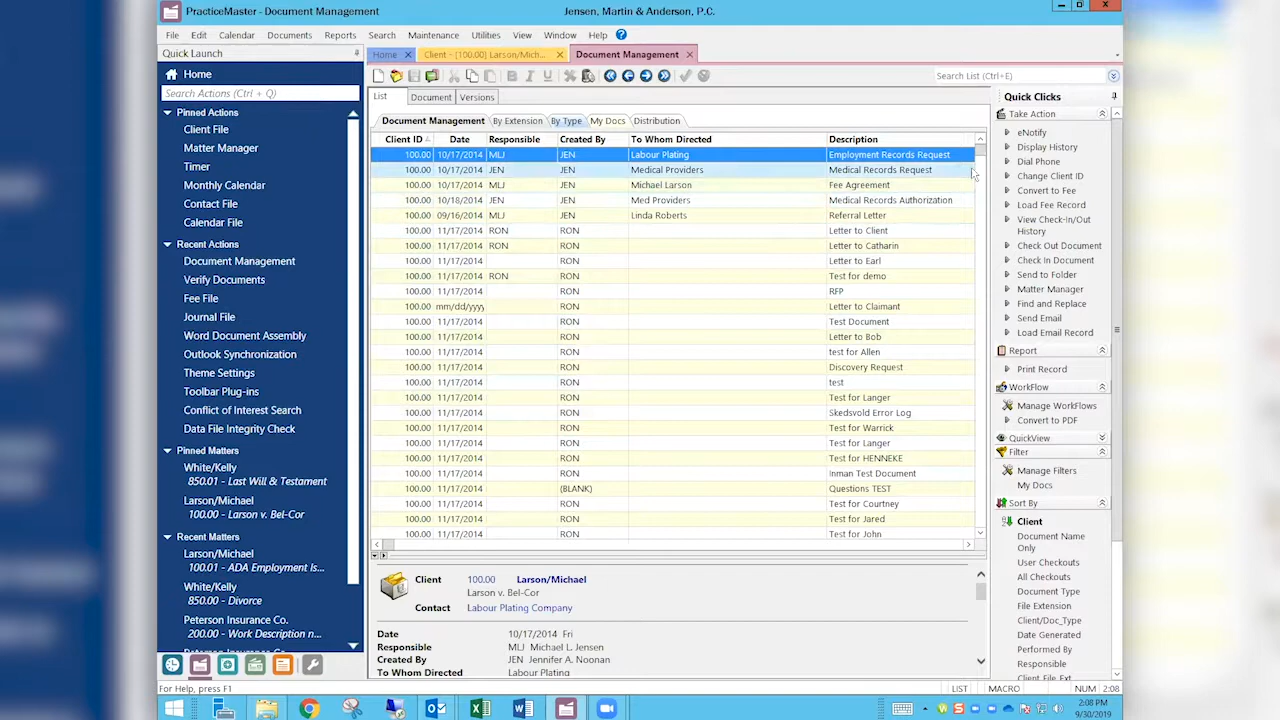 PracticeMaster - Document Management
Jensen, Martin & Anderson, P.C.
File Edit Calendar Documents Reports Search Maintenance Utilities View Window Help
Quick Launch
Home
Search Actions (Ctrl + Q)
Pinned Actions
Client File
Matter Manager
Timer
Monthly Calendar
Contact File
Calendar File
Recent Actions
Document Management
Verify Documents
Fee File
Journal File
Word Document Assembly
Outlook Synchronization
Theme Settings
Toolbar Plug-ins
Conflict of Interest Search
Data File Integrity Check
Pinned Matters
White/Kelly
850.01 - Last Will & Testament
Larson/Michael
100.00 - Larson v. Bel-Cor
Recent Matters
Larson/Michael
100.01 - ADA Employment Is...
White/Kelly
850.00 - Divorce
Peterson Insurance Co.
200.00 - Work Description n...
Home Client - (100.00) Larson/Mich... Document Management
B I U
Search List (Ctrl+E)
List Document Versions
Document Management By Extension By Type My Docs Distribution
Client ID Date Responsible Created By To Whom Directed Description
100.00 10/17/2014 MLJ JEN Labour Plating Employment Records Request
100.00 10/17/2014 JEN JEN Medical Providers Medical Records Request
100.00 10/17/2014 MLJ JEN Michael Larson Fee Agreement
100.00 10/18/2014 JEN JEN Med Providers Medical Records Authorization
100.00 09/16/2014 MLJ JEN Linda Roberts Referral Letter
100.00 11/17/2014 RON RON Letter to Client
100.00 11/17/2014 RON RON Letter to Catharin
100.00 11/17/2014 RON Letter to Earl
100.00 11/17/2014 RON RON Test for demo
100.00 11/17/2014 RON RFP
100.00 mm/dd/yyyy RON Letter to Claimant
100.00 11/17/2014 RON Test Document
100.00 11/17/2014 RON Letter to Bob
100.00 11/17/2014 RON test for Allen
100.00 11/17/2014 RON Discovery Request
100.00 11/17/2014 RON test
100.00 11/17/2014 RON Test for Langer
100.00 11/17/2014 RON Skedsvold Error Log
100.00 11/17/2014 RON Test for Warrick
100.00 11/17/2014 RON Test for Langer
100.00 11/17/2014 RON Test for HENNEKE
100.00 11/17/2014 RON Inman Test Document
100.00 11/17/2014 (BLANK) Questions TEST
100.00 11/17/2014 RON Test for Courtney
100.00 11/17/2014 RON Test for Jared
100.00 11/17/2014 RON Test for John
Client 100.00 Larson/Michael
Larson v. Bel-Cor
Contact Labour Plating Company
Date 10/17/2014 Fri
Responsible MLJ Michael L. Jensen
Created By JEN Jennifer A. Noonan
To Whom Directed Labour Plating
Quick Clicks
Take Action
eNotify
Display History
Dial Phone
Change Client ID
Convert to Fee
Load Fee Record
View Check-In/Out
History
Check Out Document
Check In Document
Send to Folder
Matter Manager
Find and Replace
Send Email
Load Email Record
Report
Print Record
WorkFlow
Manage WorkFlows
Convert to PDF
QuickView
Filter
Manage Filters
My Docs
Sort By
Client
Document Name
Only
User Checkouts
All Checkouts
Document Type
File Extension
Client/Doc_Type
Date Generated
Performed By
Responsible
Client File Ext
For Help, press F1
LIST MACRO NUM 2:08
2:08 PM
9/30/2019